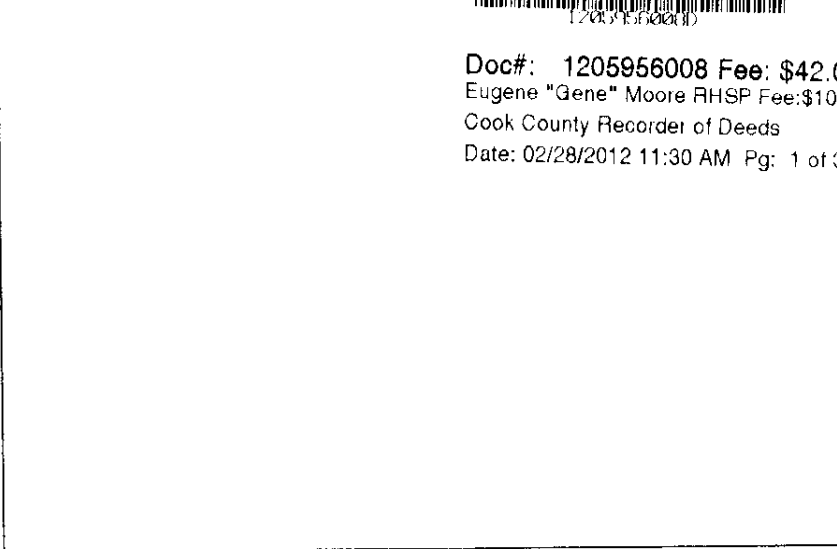 1205956008D
Doc#: 1205956008 Fee: $42.
Eugene "Gene" Moore RHSP Fee:$10
Cook County Recorder of Deeds
Date: 02/28/2012 11:30 AM Pg: 1 of